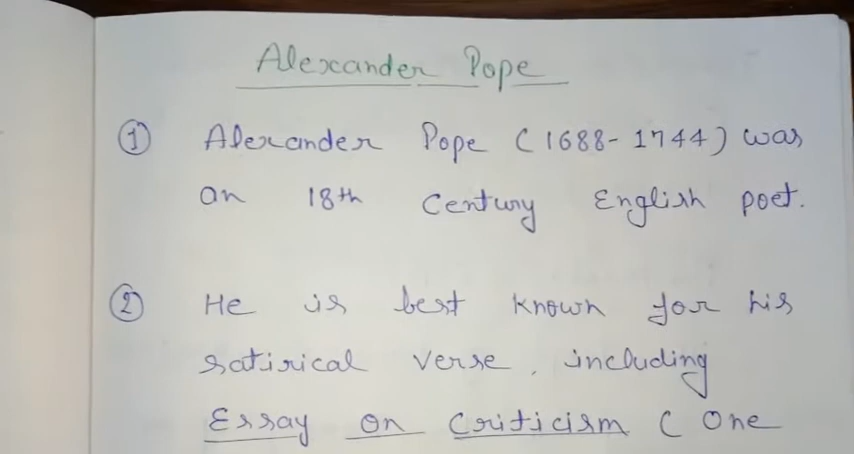 Alexander Pope
① Alexander Pope (1688-1744) was
an 18th Century English poet.
② He is best known for his
satirical verse, including
Essay on Criticism ( One